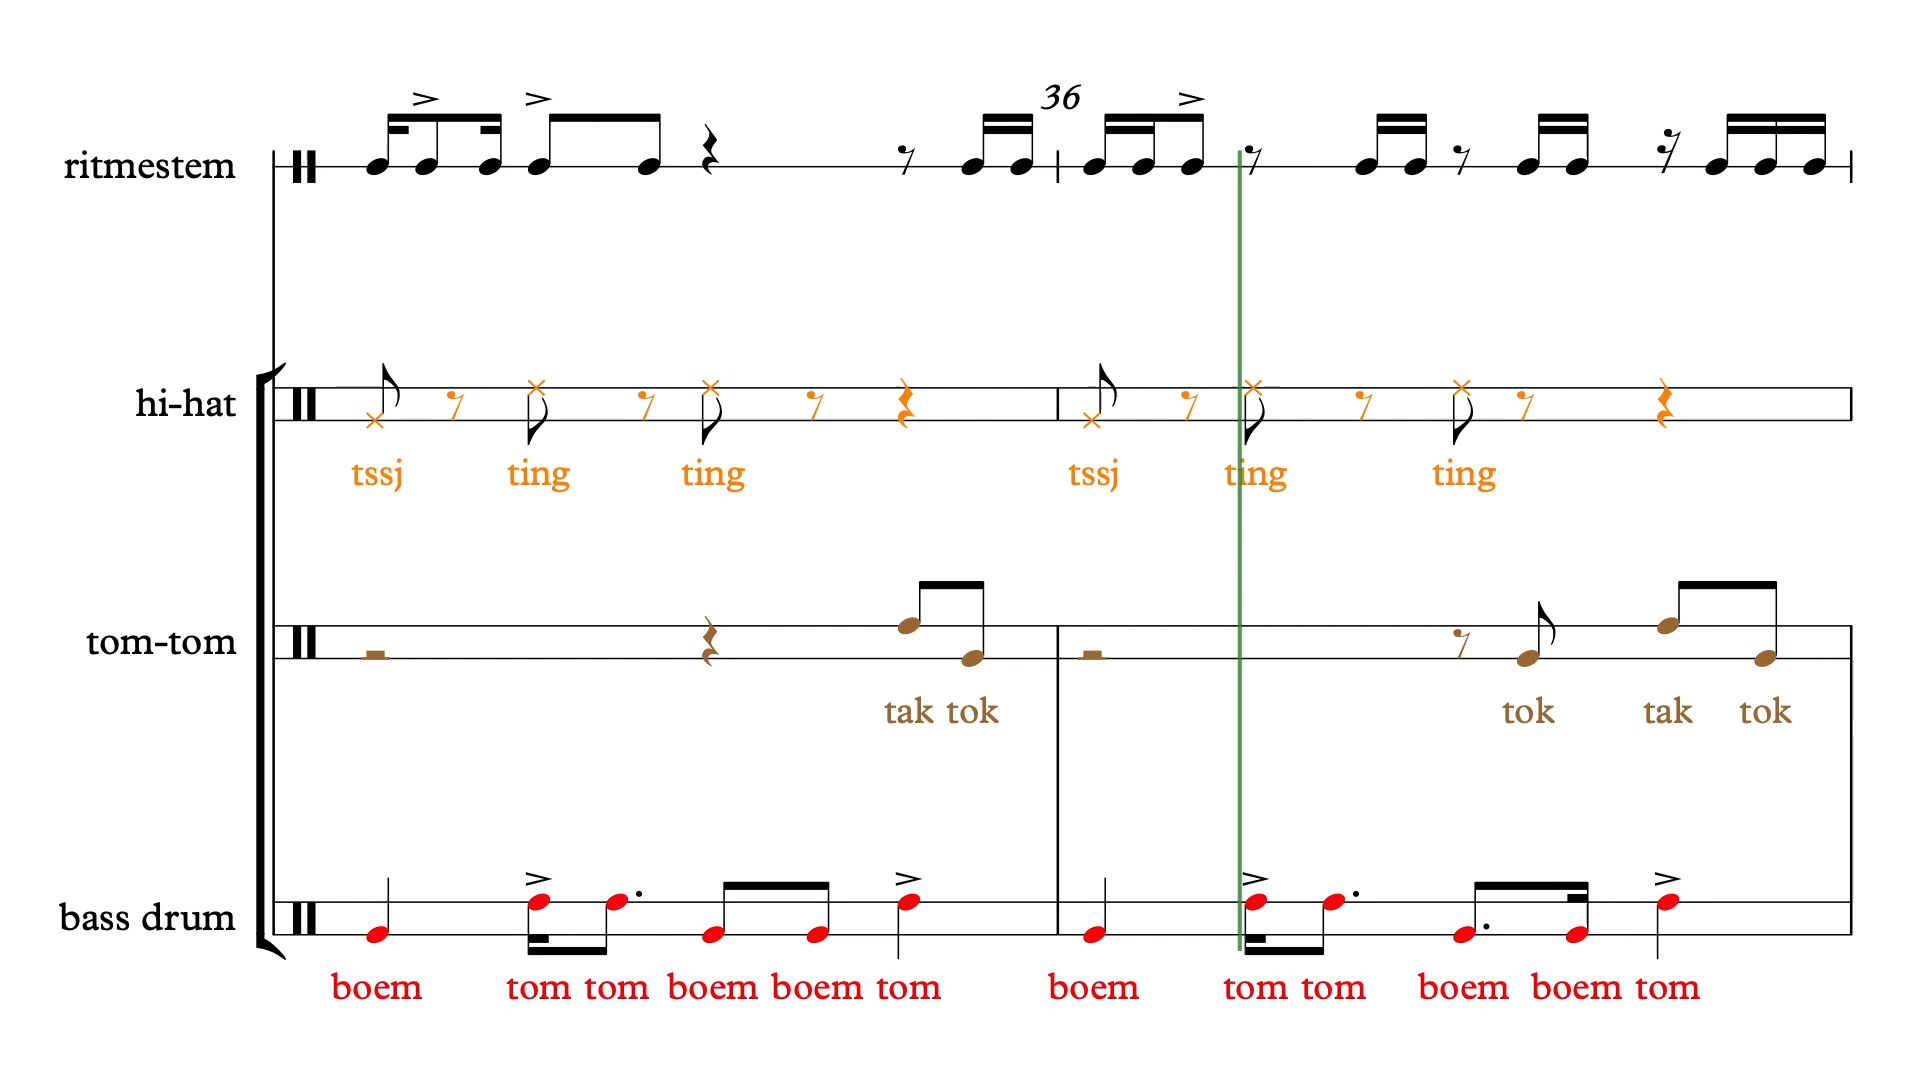 36
ritmestem
hi-hat
tssj ting ting tssj ting ting
tom-tom
tak tok tok tak tok
bass drum
boem tom tom boem boem tom boem tom tom boem boem tom